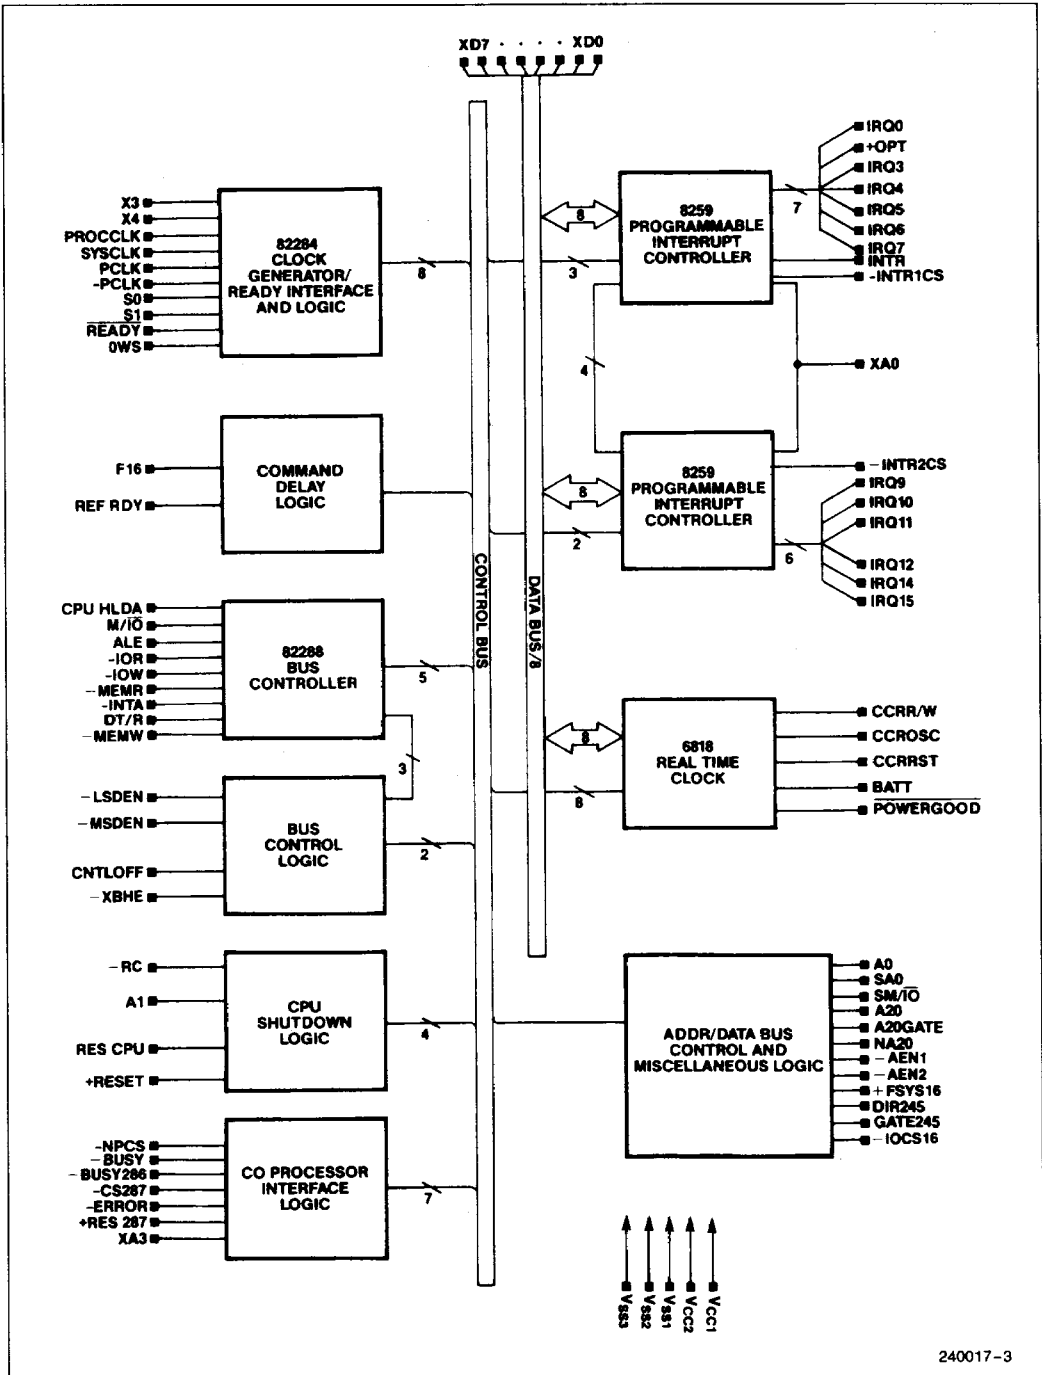 XD7 · · · · XD0
X3
X4
PROCCLK
SYSCLK
PCLK
-PCLK
S0
S1
READY
0WS
82284
CLOCK
GENERATOR/
READY INTERFACE
AND LOGIC
8
F16
REF RDY
COMMAND
DELAY
LOGIC
CPU HLDA
M/IO
ALE
-IOR
-IOW
-MEMR
-INTA
DT/R
-MEMW
82288
BUS
CONTROLLER
5
3
-LSDEN
-MSDEN
CNTLOFF
-XBHE
BUS
CONTROL
LOGIC
2
-RC
A1
RES CPU
+RESET
CPU
SHUTDOWN
LOGIC
4
-NPCS
-BUSY
-BUSY286
-CS287
-ERROR
+RES 287
XA3
CO PROCESSOR
INTERFACE
LOGIC
7
CONTROL BUS
DATA BUS/8
8
3
8259
PROGRAMMABLE
INTERRUPT
CONTROLLER
7
IRQ0
+OPT
IRQ3
IRQ4
IRQ5
IRQ6
IRQ7
INTR
-INTR1CS
4
XA0
8
2
8259
PROGRAMMABLE
INTERRUPT
CONTROLLER
6
-INTR2CS
IRQ9
IRQ10
IRQ11
IRQ12
IRQ14
IRQ15
8
8
6818
REAL TIME
CLOCK
CCRR/W
CCROSC
CCRRST
BATT
POWERGOOD
ADDR/DATA BUS
CONTROL AND
MISCELLANEOUS LOGIC
A0
SA0
SM/IO
A20
A20GATE
NA20
-AEN1
-AEN2
+FSYS16
DIR245
GATE245
-IOCS16
VSS3
VSS2
VSS1
VCC2
VCC1
240017-3